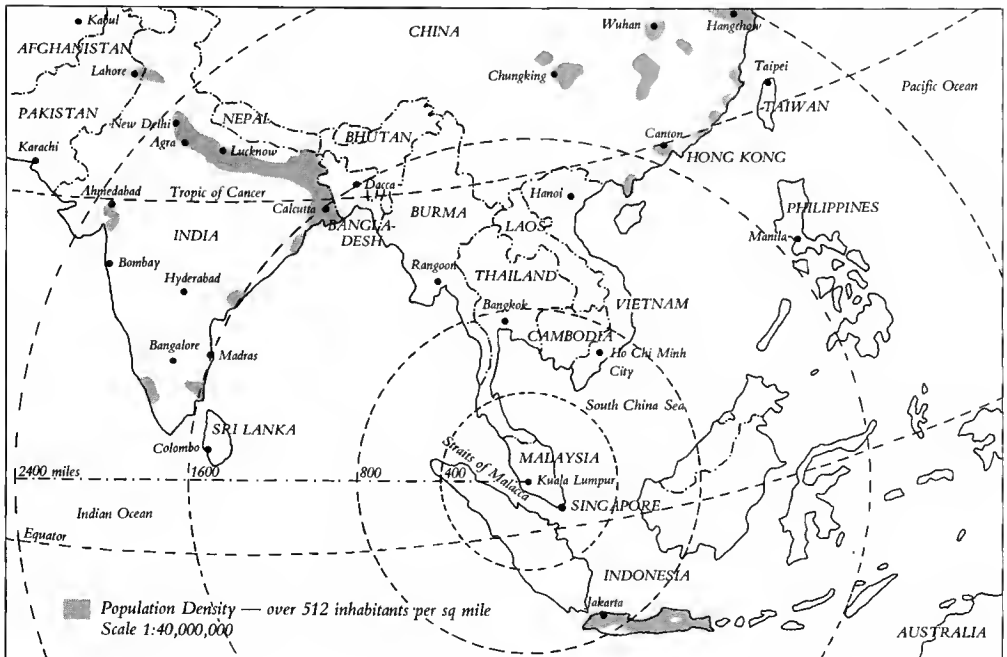 Kabul
AFGHANISTAN
Lahore
PAKISTAN
Karachi
New Delhi
Agra
NEPAL
Lucknow
BHUTAN
CHINA
Wuhan
Hangchow
Chungking
Taipei
TAIWAN
Pacific Ocean
Canton
HONG KONG
Ahmedabad
Tropic of Cancer
Calcutta
Dacca
BANGLA-
DESH
BURMA
Hanoi
LAOS
INDIA
Bombay
Hyderabad
Rangoon
THAILAND
Bangkok
VIETNAM
CAMBODIA
Ho Chi Minh
City
PHILIPPINES
Manila
Bangalore
Madras
SRI LANKA
Colombo
South China Sea
2400 miles
1600
800
400
Straits of Malacca
MALAYSIA
Kuala Lumpur
SINGAPORE
Indian Ocean
Equator
INDONESIA
Jakarta
AUSTRALIA
Population Density — over 512 inhabitants per sq mile
Scale 1:40,000,000